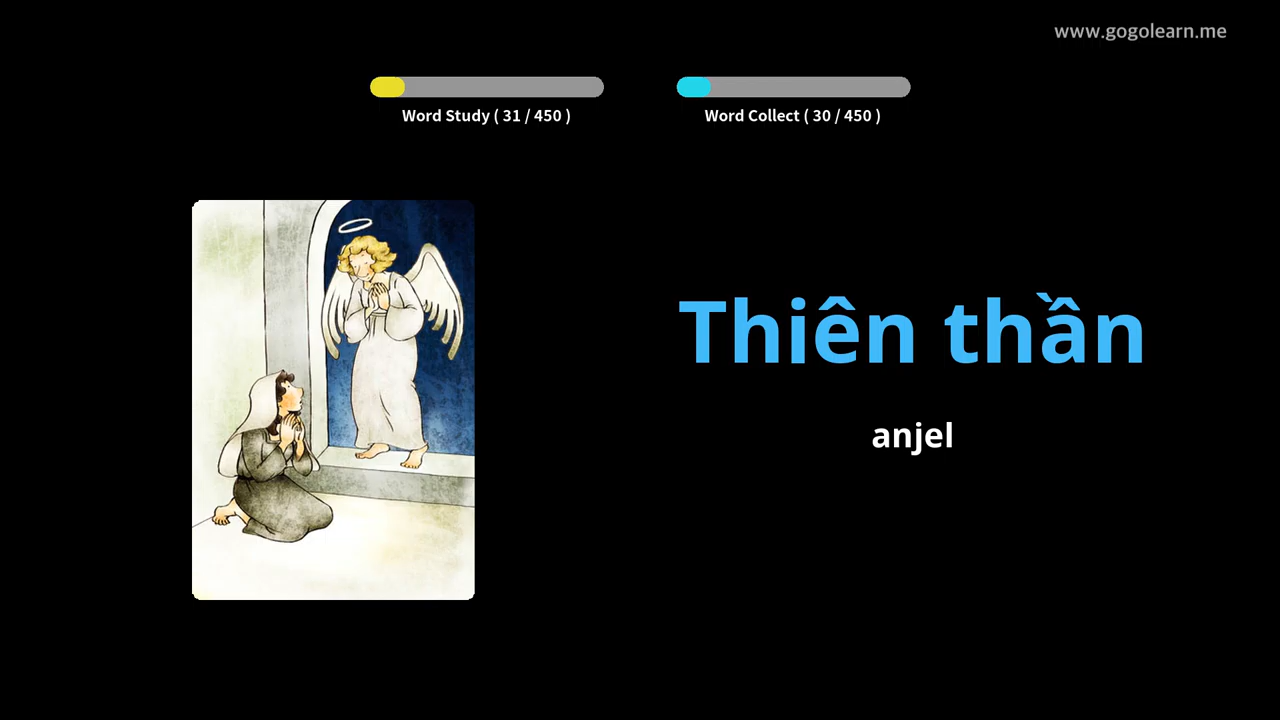 www.gogolearn.me
Word Study ( 31 / 450 )
Word Collect ( 30 / 450 )
Thiên thần
anjel